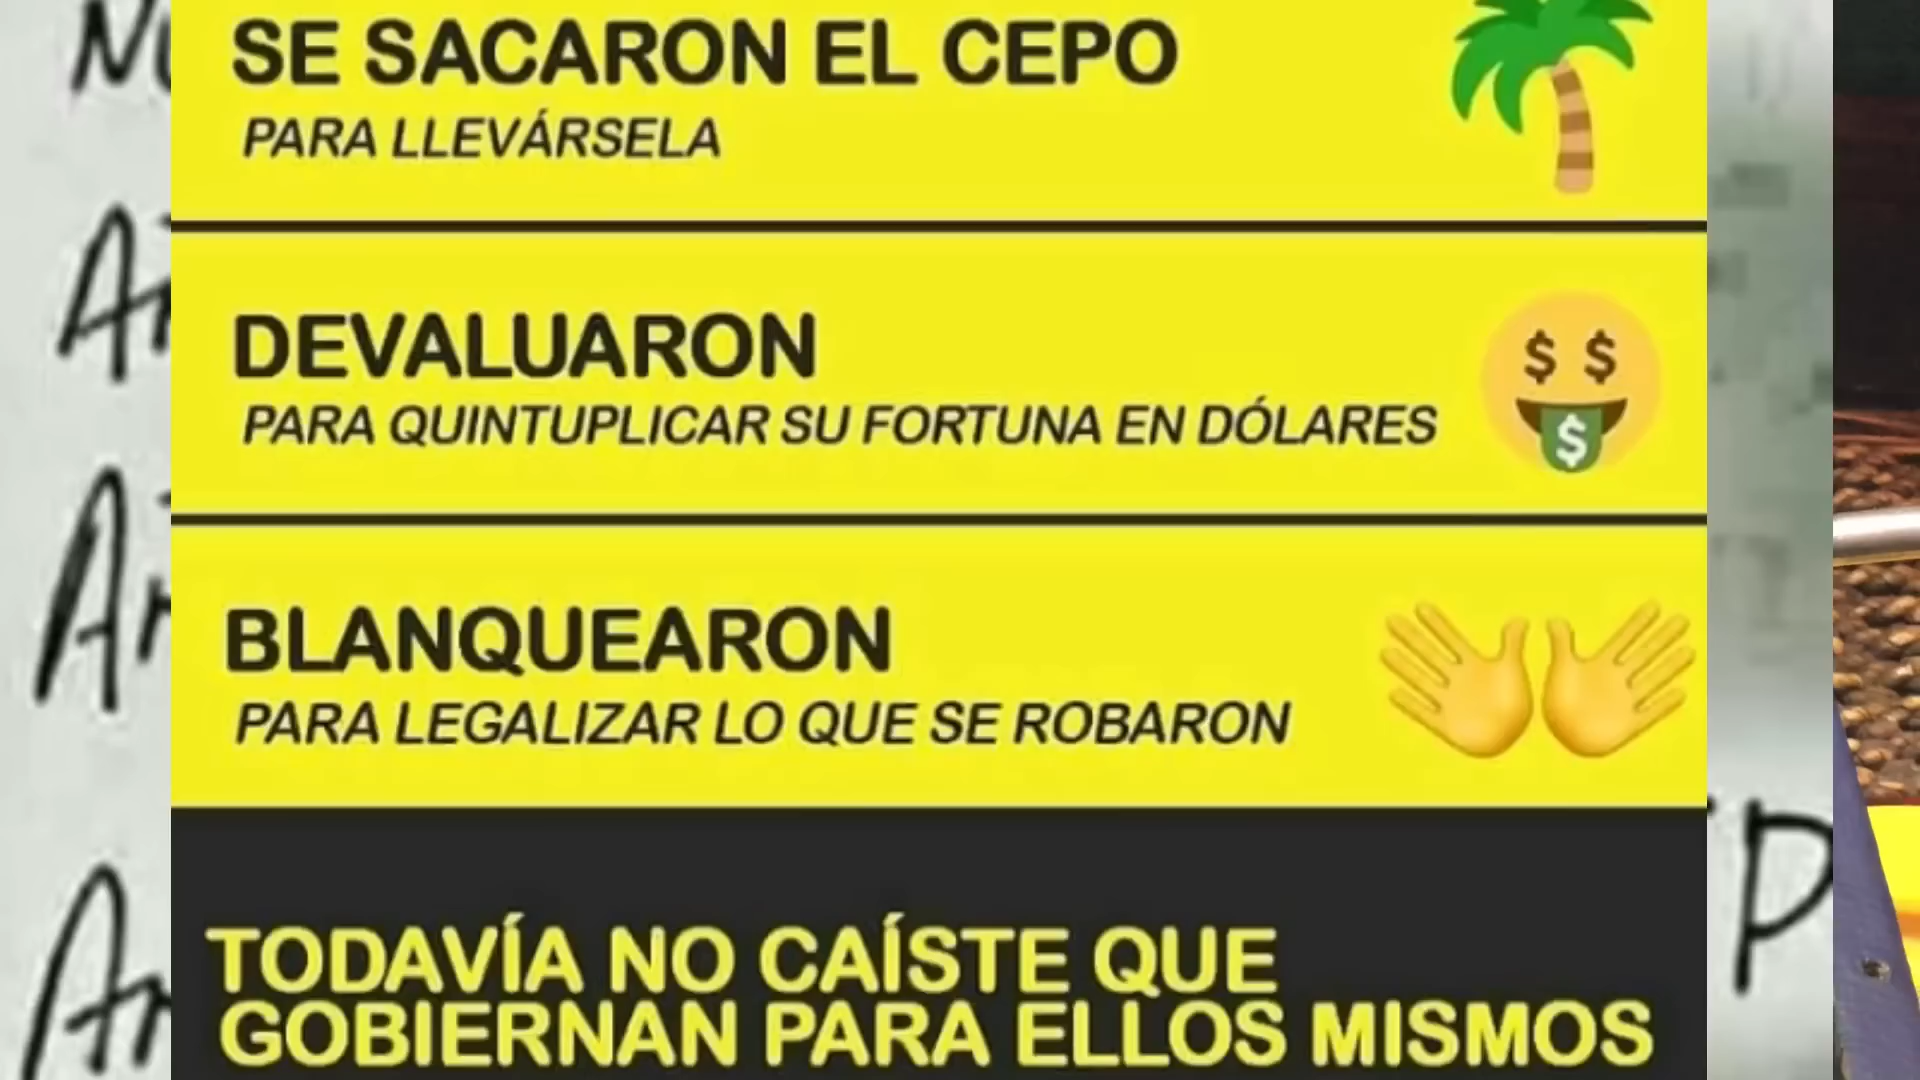 SE SACARON EL CEPO
PARA LLEVÁRSELA
DEVALUARON
PARA QUINTUPLICAR SU FORTUNA EN DÓLARES
$ $
$
BLANQUEARON
PARA LEGALIZAR LO QUE SE ROBARON
TODAVÍA NO CAÍSTE QUE
GOBIERNAN PARA ELLOS MISMOS